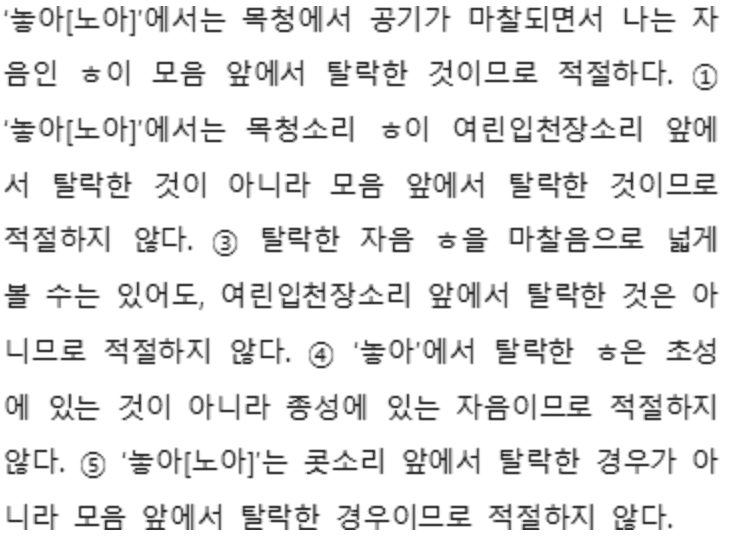 ‘놓아[노아]’에서는 목청에서 공기가 마찰되면서 나는 자
음인 ㅎ이 모음 앞에서 탈락한 것이므로 적절하다. ①
‘놓아[노아]’에서는 목청소리 ㅎ이 여린입천장소리 앞에
서 탈락한 것이 아니라 모음 앞에서 탈락한 것이므로
적절하지 않다. ③ 탈락한 자음 ㅎ을 마찰음으로 넓게
볼 수는 있어도, 여린입천장소리 앞에서 탈락한 것은 아
니므로 적절하지 않다. ④ ‘놓아’에서 탈락한 ㅎ은 초성
에 있는 것이 아니라 종성에 있는 자음이므로 적절하지
않다. ⑤ ‘놓아[노아]’는 콧소리 앞에서 탈락한 경우가 아
니라 모음 앞에서 탈락한 경우이므로 적절하지 않다.